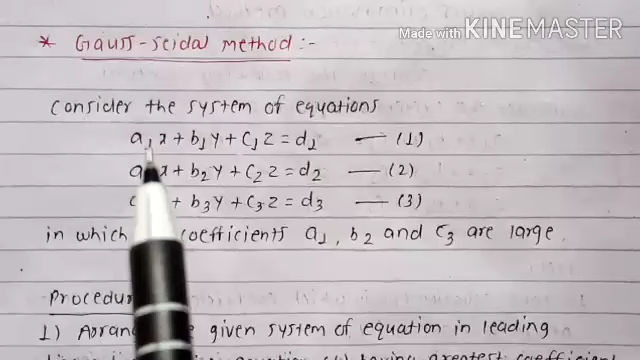 Made with KINEMASTER
* Gauss-seidal method :-
Consider the system of equations
a₁x + b₁y + c₁z = d₁ — (1)
x + b₂y + c₂z = d₂ — (2)
+ b₃y + c₃z = d₃ — (3)
in which coefficients a₁, b₂ and c₃ are large.
Procedur
1) Arrang given system of equation in leading